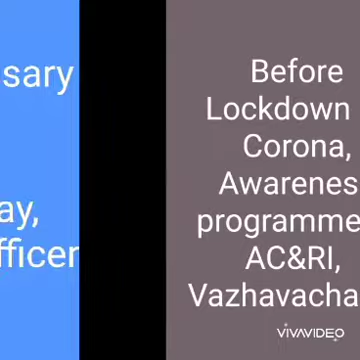 sary
ay,
fficer
Before
Lockdown
Corona,
Awarenes
programme
AC&RI,
Vazhavacha
VIVAVIDEO